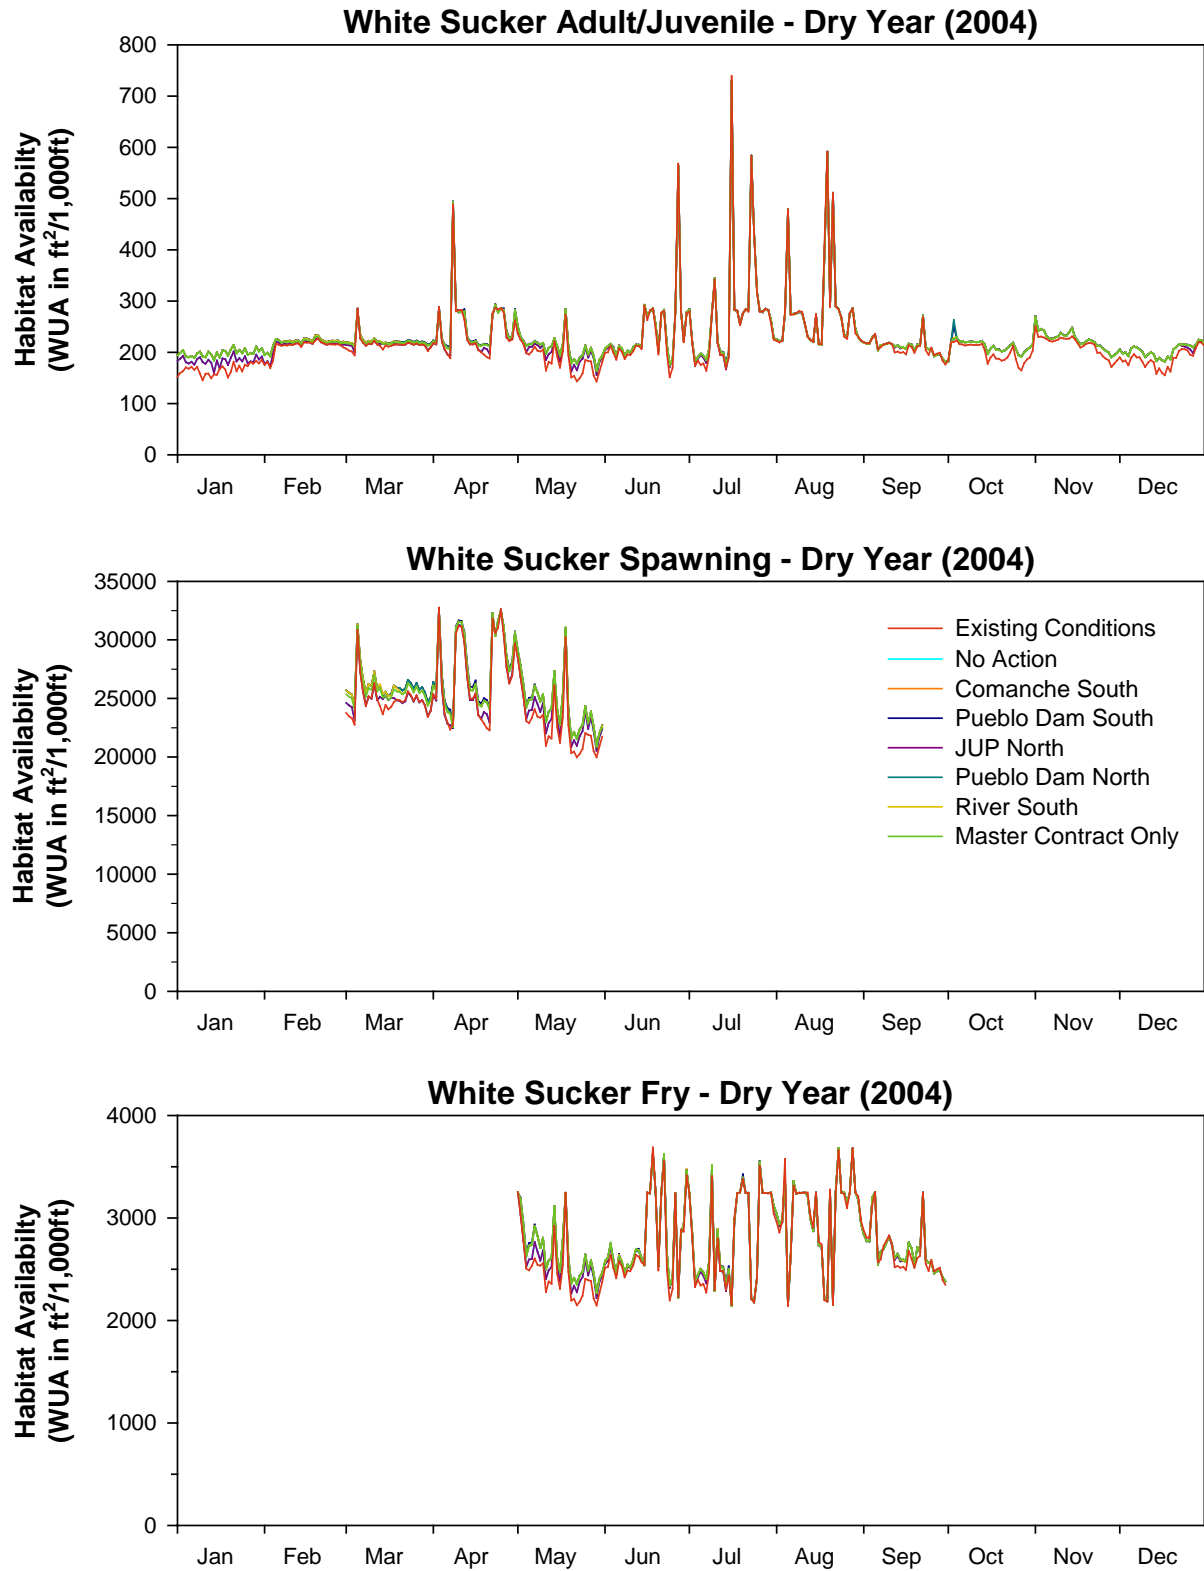 White Sucker Adult/Juvenile - Dry Year (2004)
Habitat Availabilty
(WUA in ft²/1,000ft)
800
700
600
500
400
300
200
100
0
Jan Feb Mar Apr May Jun Jul Aug Sep Oct Nov Dec
White Sucker Spawning - Dry Year (2004)
Habitat Availabilty
(WUA in ft²/1,000ft)
35000
30000
25000
20000
15000
10000
5000
0
Existing Conditions
No Action
Comanche South
Pueblo Dam South
JUP North
Pueblo Dam North
River South
Master Contract Only
Jan Feb Mar Apr May Jun Jul Aug Sep Oct Nov Dec
White Sucker Fry - Dry Year (2004)
Habitat Availabilty
(WUA in ft²/1,000ft)
4000
3000
2000
1000
0
Jan Feb Mar Apr May Jun Jul Aug Sep Oct Nov Dec